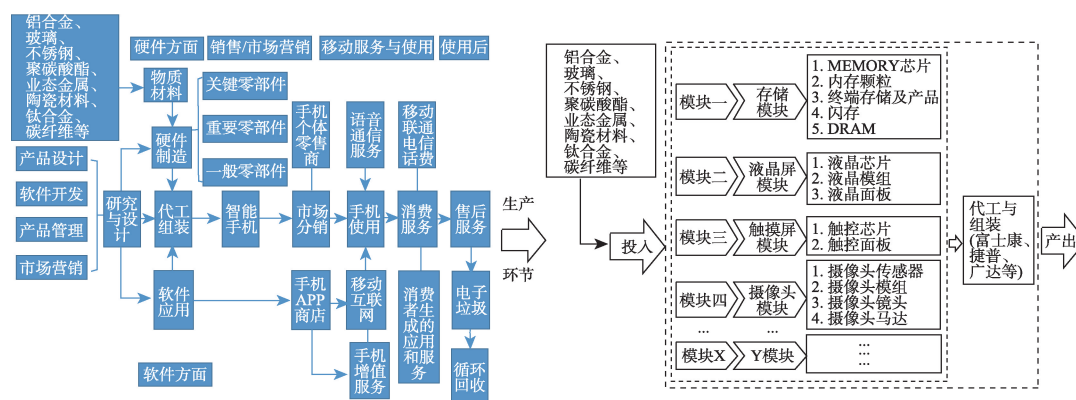 铝合金、
玻璃、
不锈钢、
聚碳酸酯、
业态金属、
陶瓷材料、
钛合金、
碳纤维等
硬件方面
销售/市场营销
移动服务与使用
使用后
物质
材料
关键零部件
重要零部件
一般零部件
硬件
制造
手机
个体
零售
商
语音
通信
服务
移动
联通
电信
话费
产品设计
软件开发
产品管理
市场营销
研究
与设
计
代工
组装
智能
手机
市场
分销
手机
使用
消费
服务
售后
服务
软件
应用
手机
APP
商店
移动
互联
网
消费
者生
成的
应用
和服
务
电子
垃圾
手机
增值
服务
循环
回收
软件方面
生产
环节
铝合金、
玻璃、
不锈钢、
聚碳酸酯、
业态金属、
陶瓷材料、
钛合金、
碳纤维等
投入
模块一
存储
模块
1. MEMORY芯片
2. 内存颗粒
3. 终端存储及产品
4. 闪存
5. DRAM
模块二
液晶屏
模块
1. 液晶芯片
2. 液晶模组
3. 液晶面板
模块三
触摸屏
模块
1. 触控芯片
2. 触控面板
模块四
摄像头
模块
1. 摄像头传感器
2. 摄像头模组
3. 摄像头镜头
4. 摄像头马达
... ...
模块X
Y模块
...
...
...
代工与
组装
(富士康、
捷普、
广达等)
产出